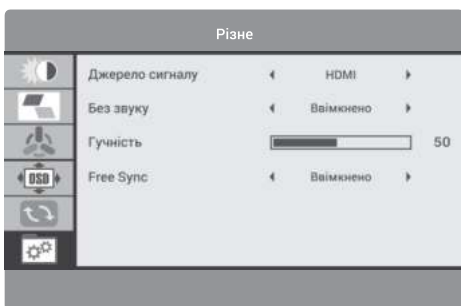 Різне
Джерело сигналу HDMI
Без звуку Ввімкнено
Гучність 50
OSD Free Sync Ввімкнено